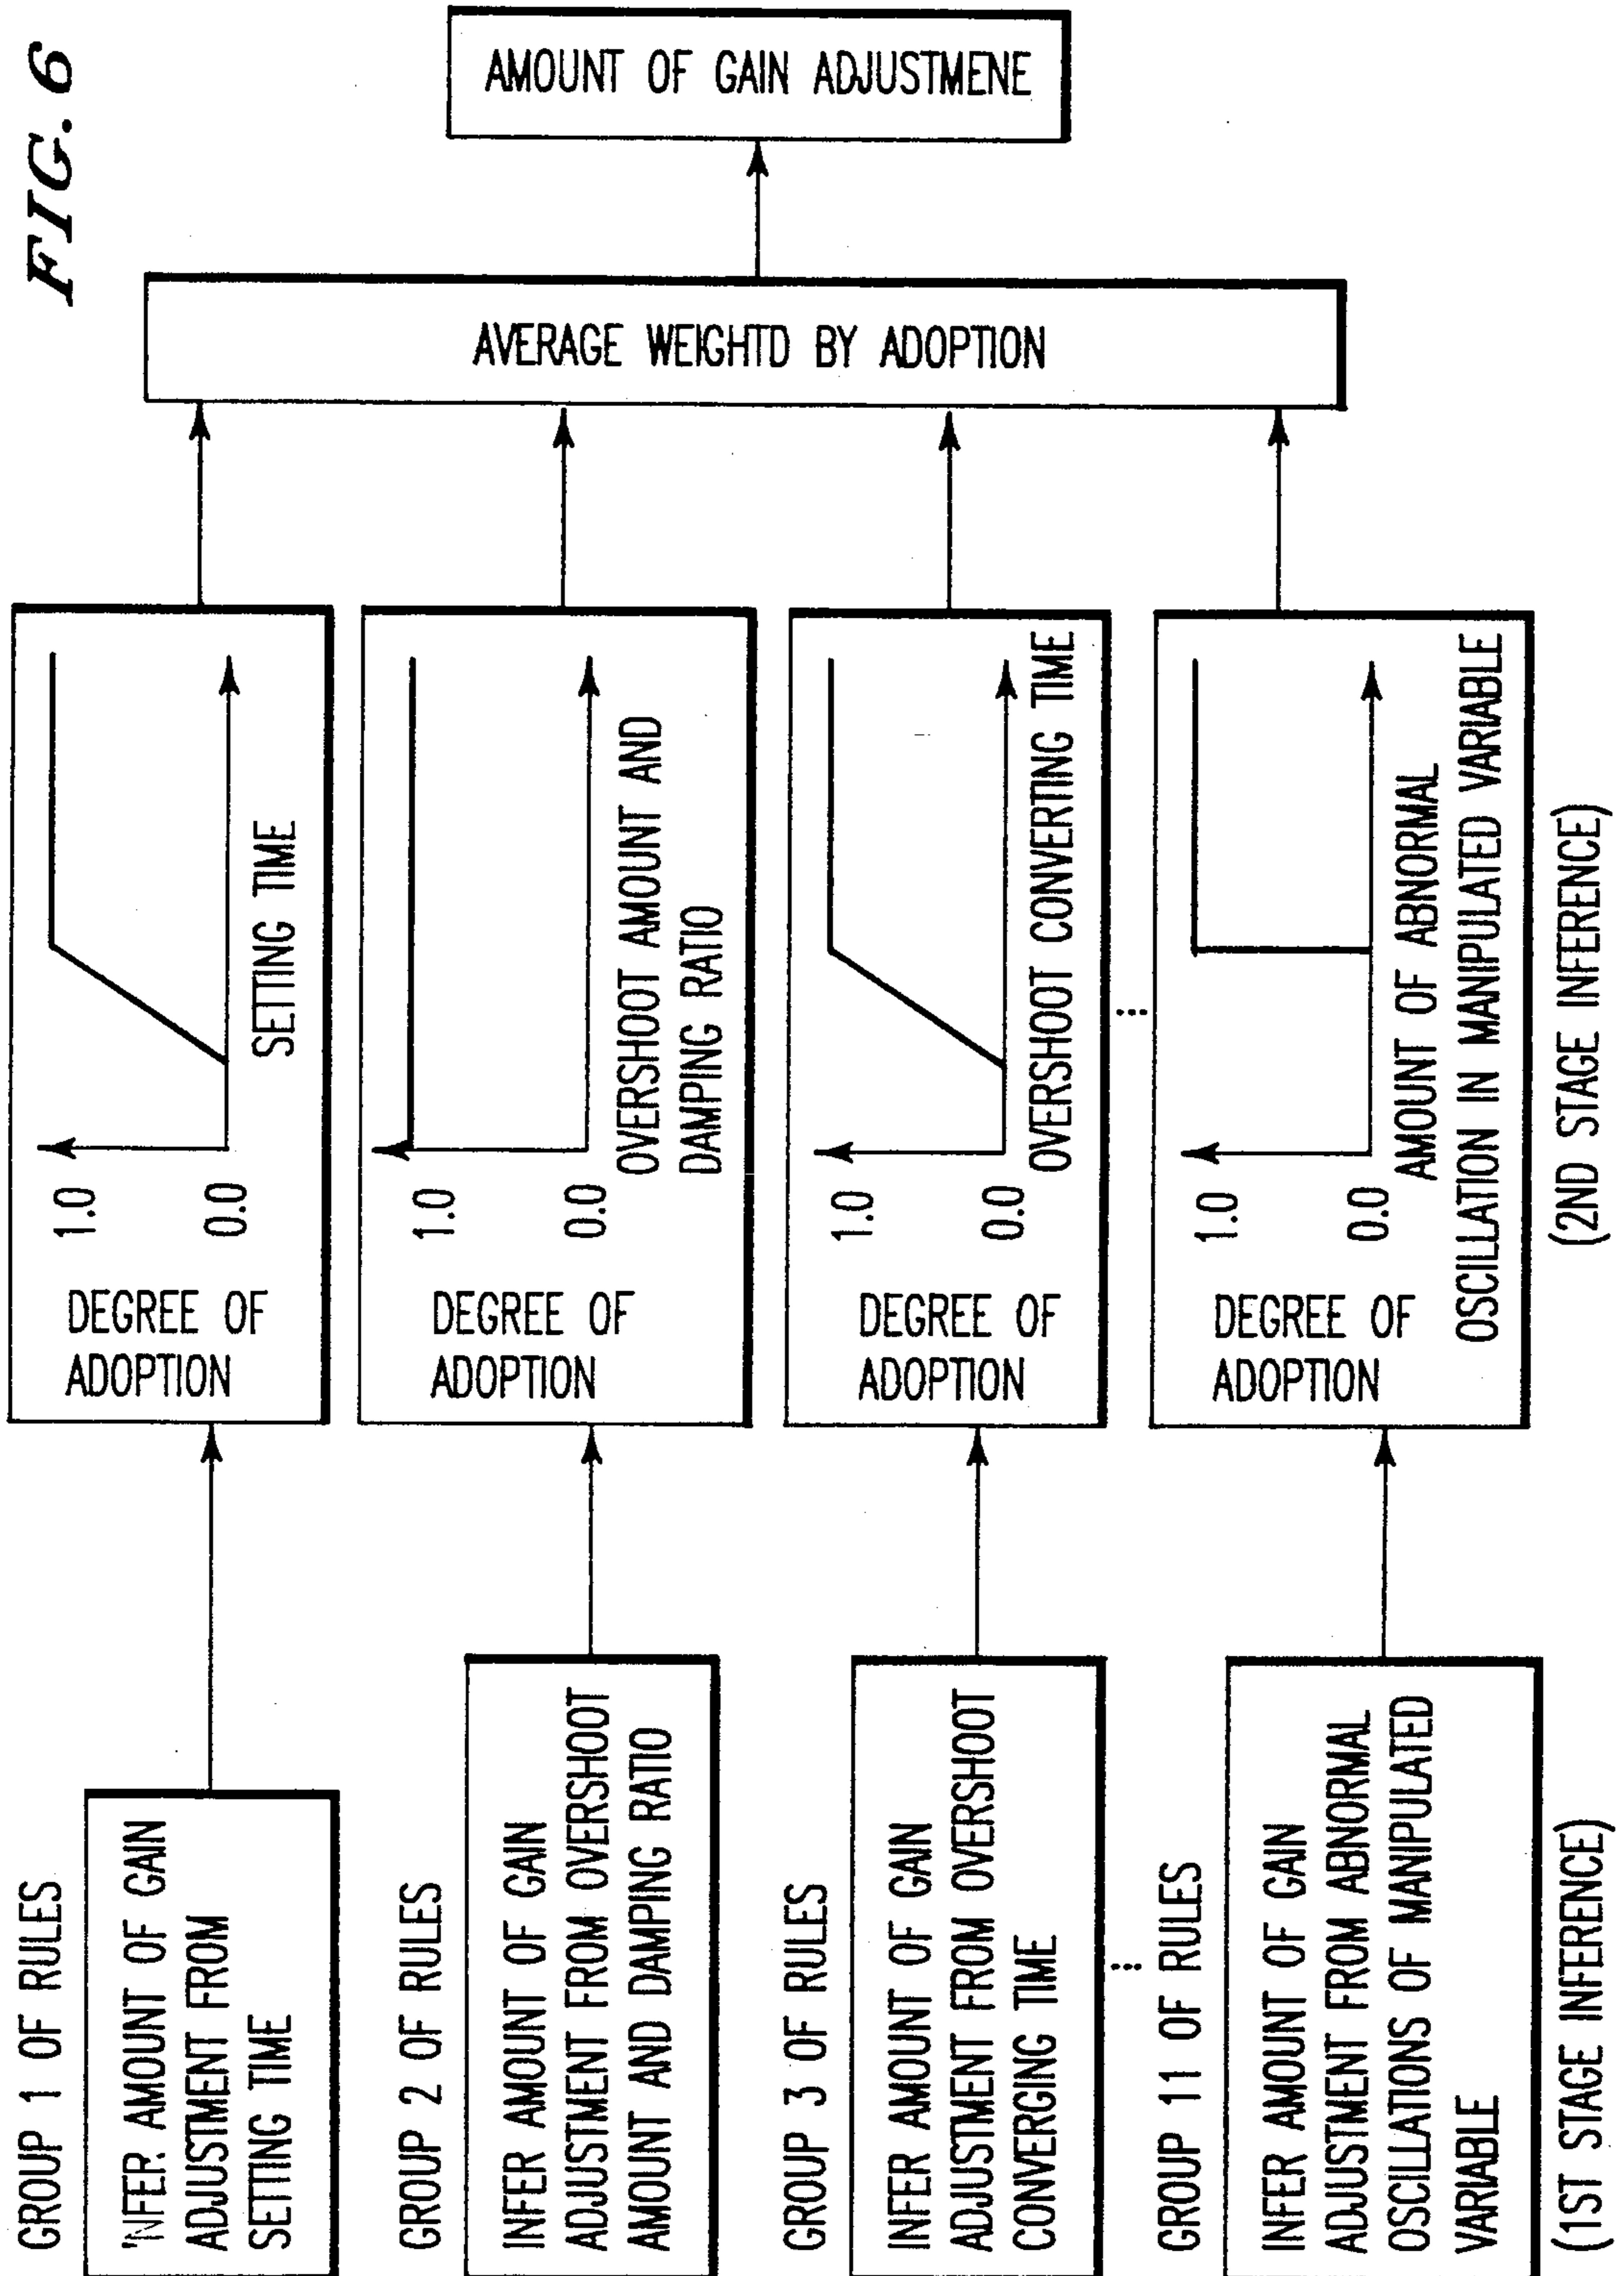 FIG. 6
GROUP 1 OF RULES
INFER AMOUNT OF GAIN
ADJUSTMENT FROM
SETTING TIME
GROUP 2 OF RULES
INFER AMOUNT OF GAIN
ADJUSTMENT FROM OVERSHOOT
AMOUNT AND DAMPING RATIO
GROUP 3 OF RULES
INFER AMOUNT OF GAIN
ADJUSTMENT FROM OVERSHOOT
CONVERGING TIME
...
GROUP 11 OF RULES
INFER AMOUNT OF GAIN
ADJUSTMENT FROM ABNORMAL
OSCILLATIONS OF MANIPULATED
VARIABLE
(1ST STAGE INFERENCE)
DEGREE OF
ADOPTION
1.0
0.0
SETTING TIME
DEGREE OF
ADOPTION
1.0
0.0
OVERSHOOT AMOUNT AND
DAMPING RATIO
DEGREE OF
ADOPTION
1.0
0.0
OVERSHOOT CONVERTING TIME
...
DEGREE OF
ADOPTION
1.0
0.0
AMOUNT OF ABNORMAL
OSCILLATION IN MANIPULATED VARIABLE
(2ND STAGE INFERENCE)
AVERAGE WEIGHTD BY ADOPTION
AMOUNT OF GAIN ADJUSTMENE